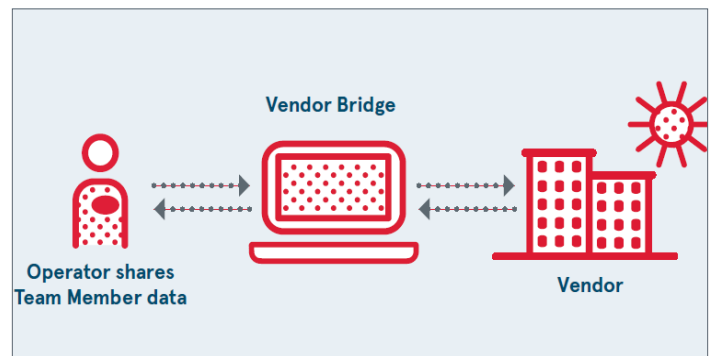 Vendor Bridge
Operator shares
Team Member data
Vendor